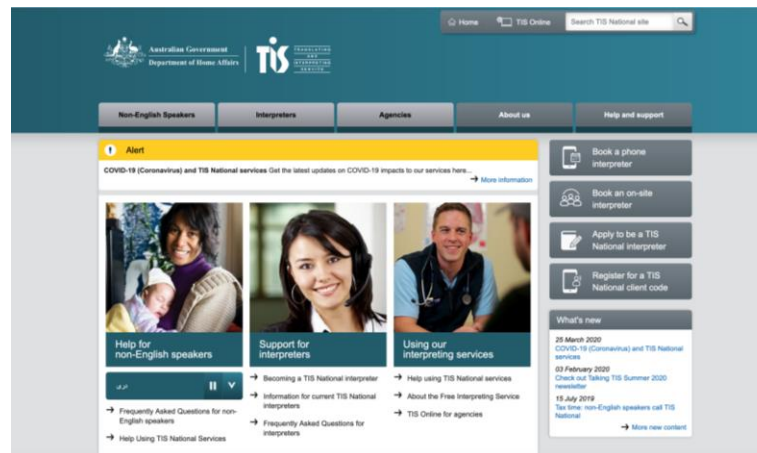 Home
TIS Online
Search TIS National site
Australian Government
Department of Home Affairs
TIS
TRANSLATING
AND
INTERPRETING
SERVICE
Non-English Speakers
Interpreters
Agencies
About us
Help and support
Alert
COVID-19 (Coronavirus) and TIS National services Get the latest updates on COVID-19 impacts to our services here...
More information
Help for
non-English speakers
Frequently Asked Questions for non-
English speakers
Help Using TIS National Services
Support for
interpreters
Becoming a TIS National interpreter
Information for current TIS National
interpreters
Frequently Asked Questions for
interpreters
Using our
interpreting services
Help using TIS National services
About the Free Interpreting Service
TIS Online for agencies
Book a phone
interpreter
Book an on-site
interpreter
Apply to be a TIS
National interpreter
Register for a TIS
National client code
What's new
25 March 2020
COVID-19 (Coronavirus) and TIS National
services
03 February 2020
Check out Talking TIS Summer 2020
newsletter
15 July 2019
Tax time: non-English speakers call TIS
National
More new content